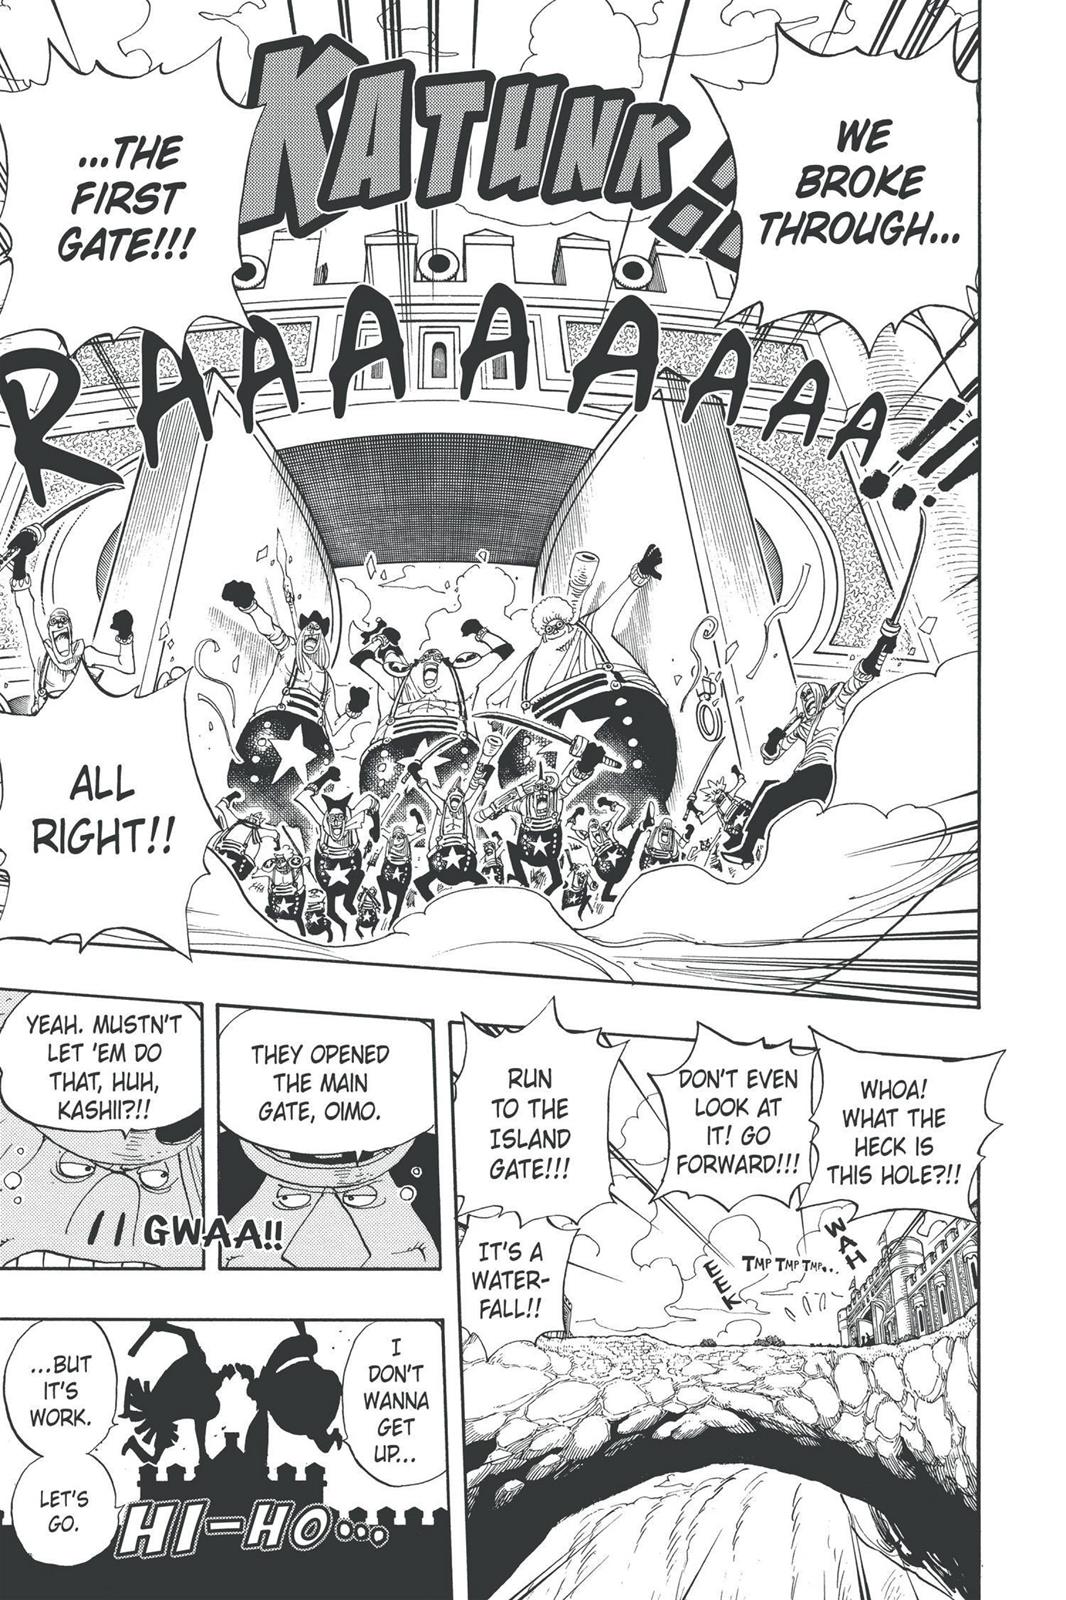 WE
BROKE
THROUGH...
KATUNK!!
...THE
FIRST
GATE!!!
RAAAAAAAAA!!!
ALL
RIGHT!!
WHOA!
WHAT THE
HECK IS
THIS HOLE?!!
DON'T EVEN
LOOK AT
IT! GO
FORWARD!!!
RUN
TO THE
ISLAND
GATE!!!
IT'S A
WATER-
FALL!!
WAH
TMP TMP TMP...
EEEK
THEY OPENED
THE MAIN
GATE, OIMO.
YEAH. MUSTN'T
LET 'EM DO
THAT, HUH,
KASHII?!!
GWAA!!
I
DON'T
WANNA
GET
UP...
...BUT
IT'S
WORK.
LET'S
GO.
HI-HO...